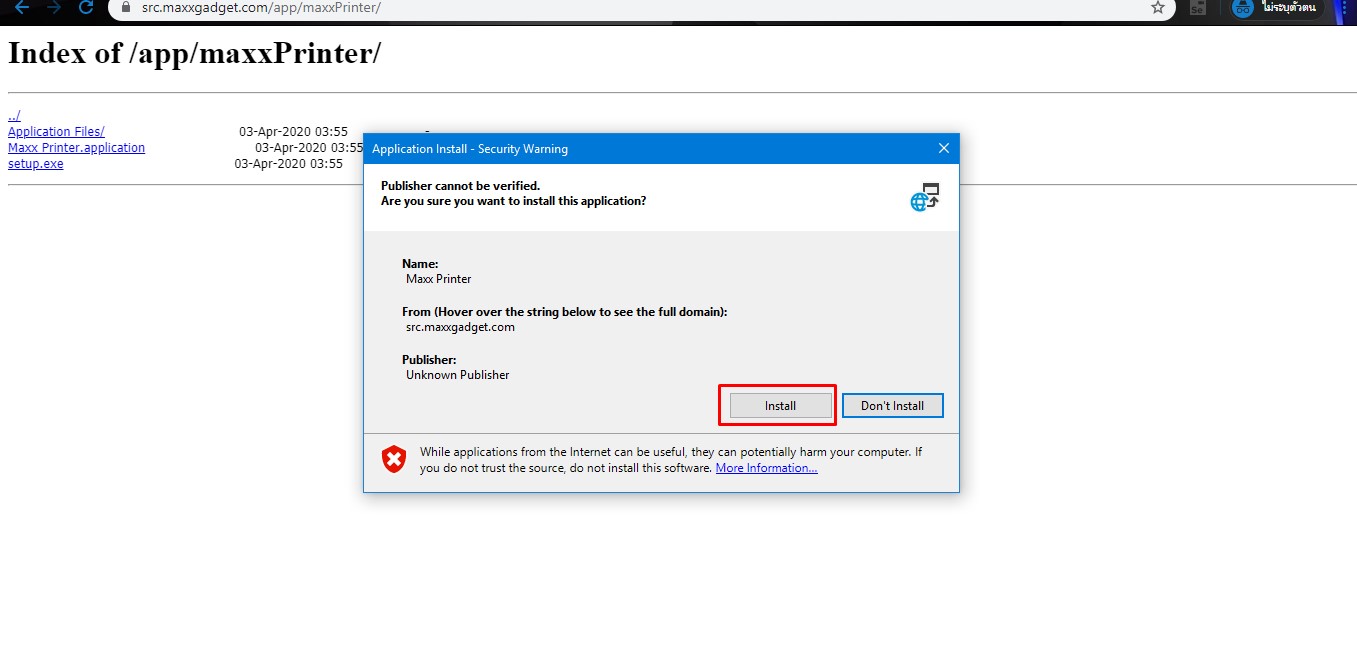 src.maxxgadget.com/app/maxxPrinter/
Se
ไม่ระบุตัวตน
Index of /app/maxxPrinter/
../
Application Files/ 03-Apr-2020 03:55 -
Maxx Printer.application 03-Apr-2020 03:55
setup.exe 03-Apr-2020 03:55
Application Install - Security Warning
Publisher cannot be verified.
Are you sure you want to install this application?
Name:
Maxx Printer
From (Hover over the string below to see the full domain):
src.maxxgadget.com
Publisher:
Unknown Publisher
Install
Don't Install
While applications from the Internet can be useful, they can potentially harm your computer. If
you do not trust the source, do not install this software. More Information...